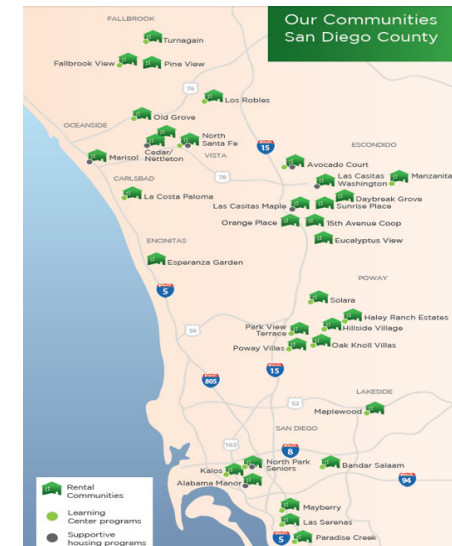 Our Communities
San Diego County
FALLBROOK
Turnagain
Fallbrook View
Pine View
76
Los Robles
Old Grove
OCEANSIDE
North
Santa Fe
Cedar/
Nettleton
VISTA
15
ESCONDIDO
Marisol
Avocado Court
CARLSBAD
78
Las Casitas
Washington
Manzanita
La Costa Paloma
Daybreak Grove
Las Casitas Maple
Sunrise Place
Orange Place
15th Avenue Coop
ENCINITAS
Eucalyptus View
Esperanza Garden
POWAY
5
Solara
Haley Ranch Estates
56
Park View
Terrace
Hillside Village
Poway Villas
Oak Knoll Villas
15
805
LAKESIDE
52
Maplewood
SAN DIEGO
163
8
North Park
Seniors
Bandar Salaam
Kalos
94
Alabama Manor
Rental
Communities
Mayberry
Learning
Center programs
Las Serenas
Supportive
housing programs
5
Paradise Creek